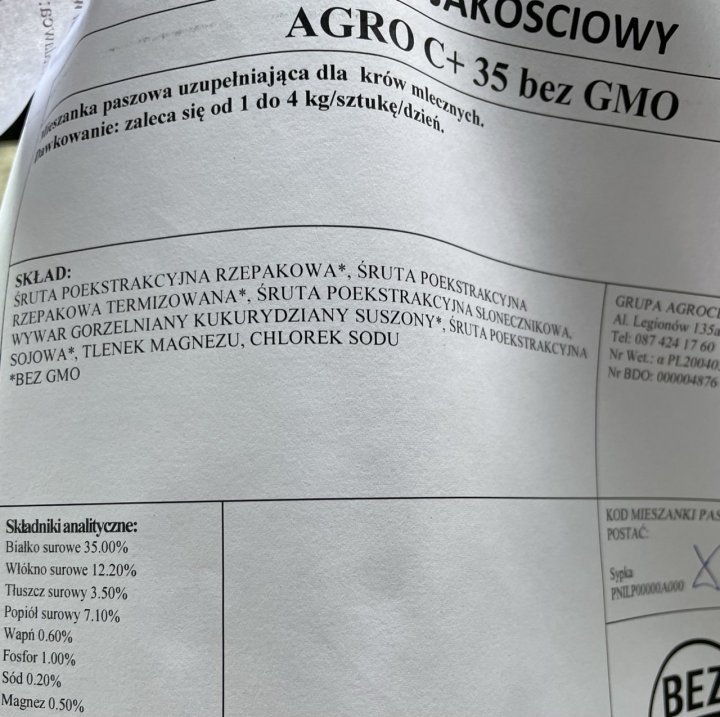 JAKOŚCIOWY
AGRO C+ 35 bez GMO
Mieszanka paszowa uzupełniająca dla krów mlecznych.
Dawkowanie: zaleca się od 1 do 4 kg/sztukę/dzień.
SKŁAD:
ŚRUTA POEKSTRAKCYJNA RZEPAKOWA*, ŚRUTA POEKSTRAKCYJNA
RZEPAKOWA TERMIZOWANA*, ŚRUTA POEKSTRAKCYJNA SŁONECZNIKOWA,
WYWAR GORZELNIANY KUKURYDZIANY SUSZONY*, ŚRUTA POEKSTRAKCYJNA
SOJOWA*, TLENEK MAGNEZU, CHLOREK SODU
*BEZ GMO
GRUPA AGROCE
Al. Legionów 135a
Tel: 087 424 17 60
Nr Wet.: α PL20040
Nr BDO: 000004876
Składniki analityczne:
Białko surowe 35.00%
Włókno surowe 12.20%
Tłuszcz surowy 3.50%
Popiół surowy 7.10%
Wapń 0.60%
Fosfor 1.00%
Sód 0.20%
Magnez 0.50%
KOD MIESZANKI PAS
POSTAĆ:
Sypka
PNILP00000A000
BEZ